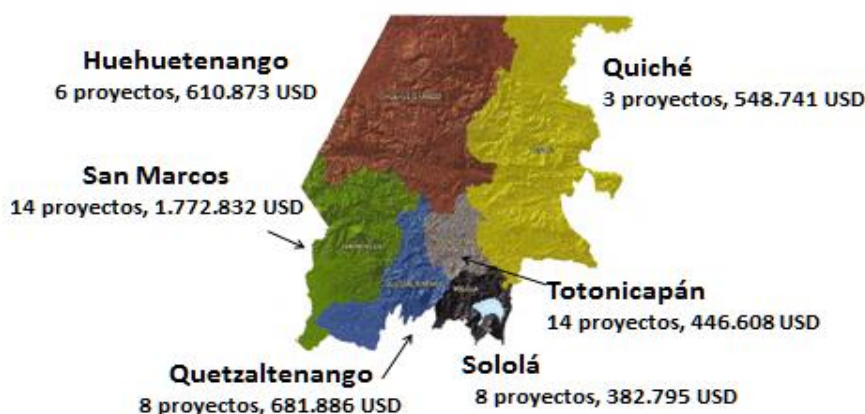 Huehuetenango
6 proyectos, 610.873 USD
Quiché
3 proyectos, 548.741 USD
San Marcos
14 proyectos, 1.772.832 USD
Totonicapán
14 proyectos, 446.608 USD
Quetzaltenango
8 proyectos, 681.886 USD
Sololá
8 proyectos, 382.795 USD